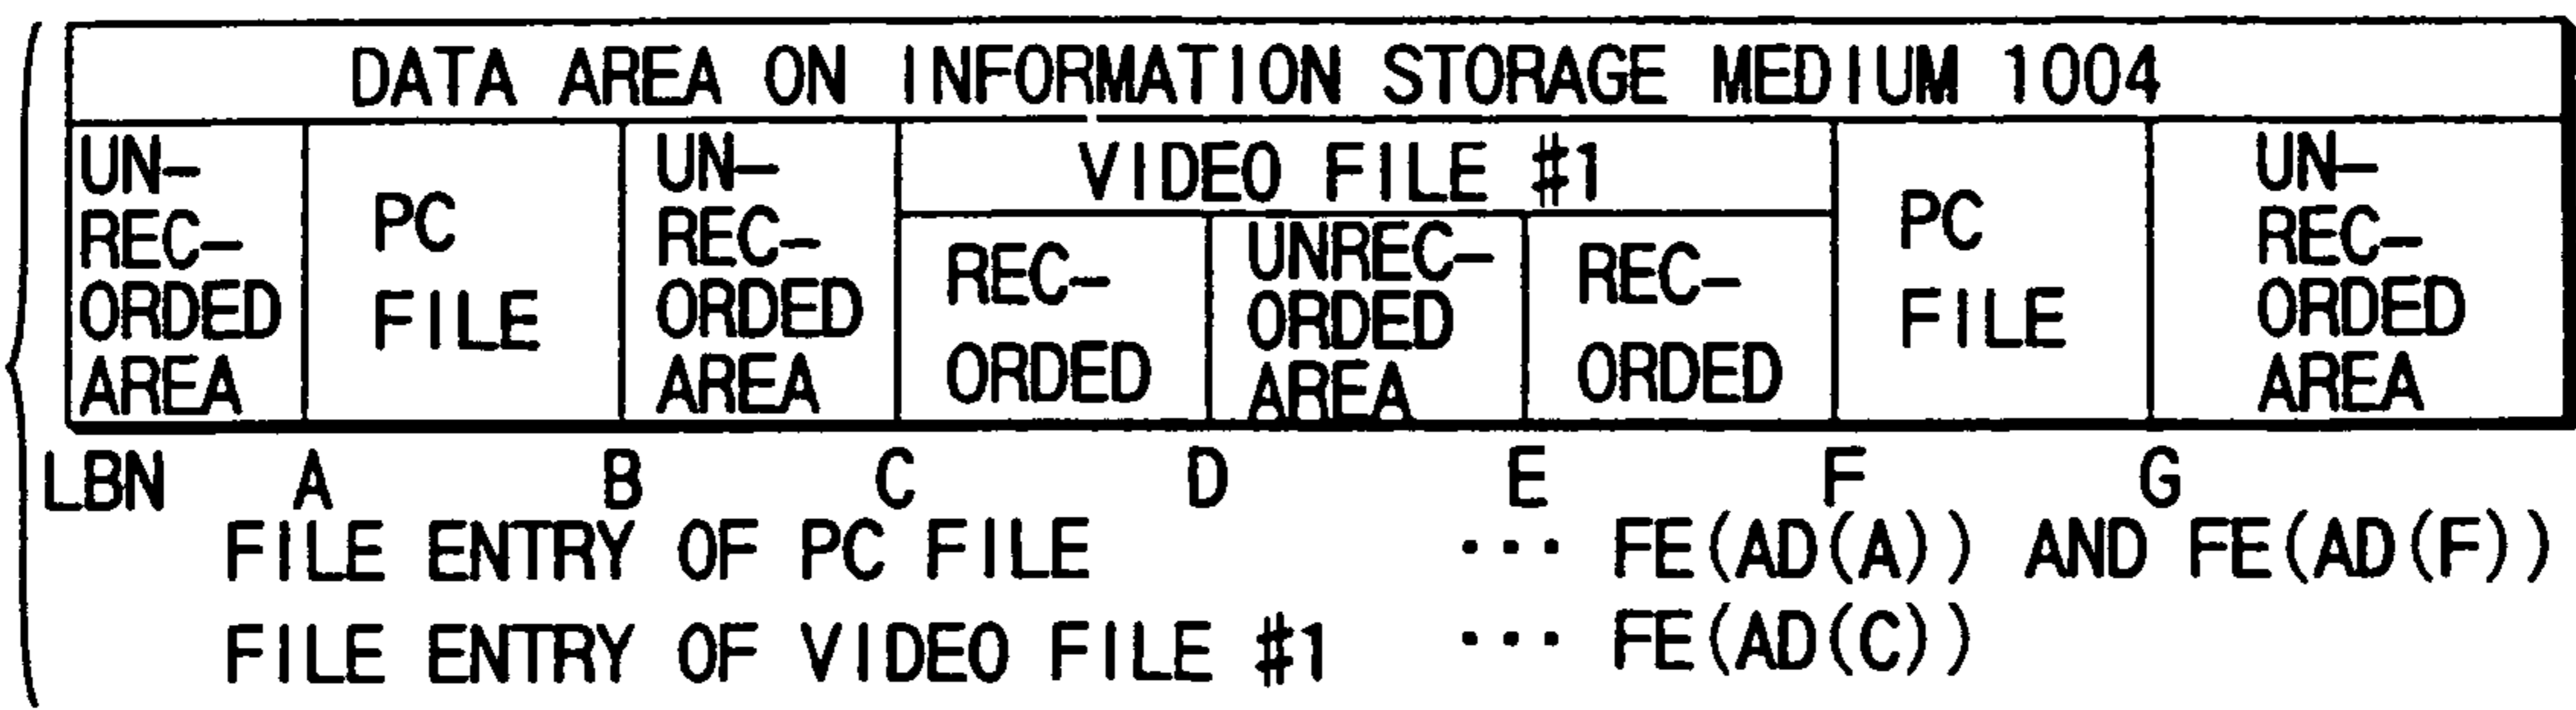 DATA AREA ON INFORMATION STORAGE MEDIUM 1004
UN-
REC-
ORDED
AREA
PC
FILE
UN-
REC-
ORDED
AREA
VIDEO FILE #1
REC-
ORDED
UNREC-
ORDED
AREA
REC-
ORDED
PC
FILE
UN-
REC-
ORDED
AREA
LBN A B C D E F G
FILE ENTRY OF PC FILE ··· FE(AD(A)) AND FE(AD(F))
FILE ENTRY OF VIDEO FILE #1 ··· FE(AD(C))